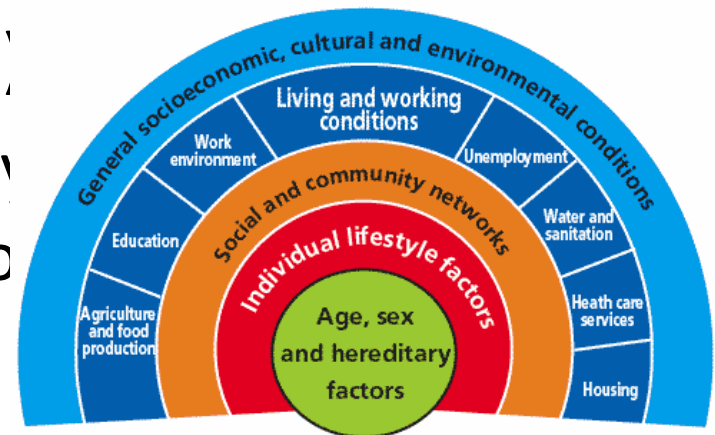 General socioeconomic, cultural and environmental conditions
Living and working
conditions
Work
environment
Unemployment
Education
Water and
sanitation
Agriculture
and food
production
Heath care
services
Housing
Social and community networks
Individual lifestyle factors
Age, sex
and hereditary
factors